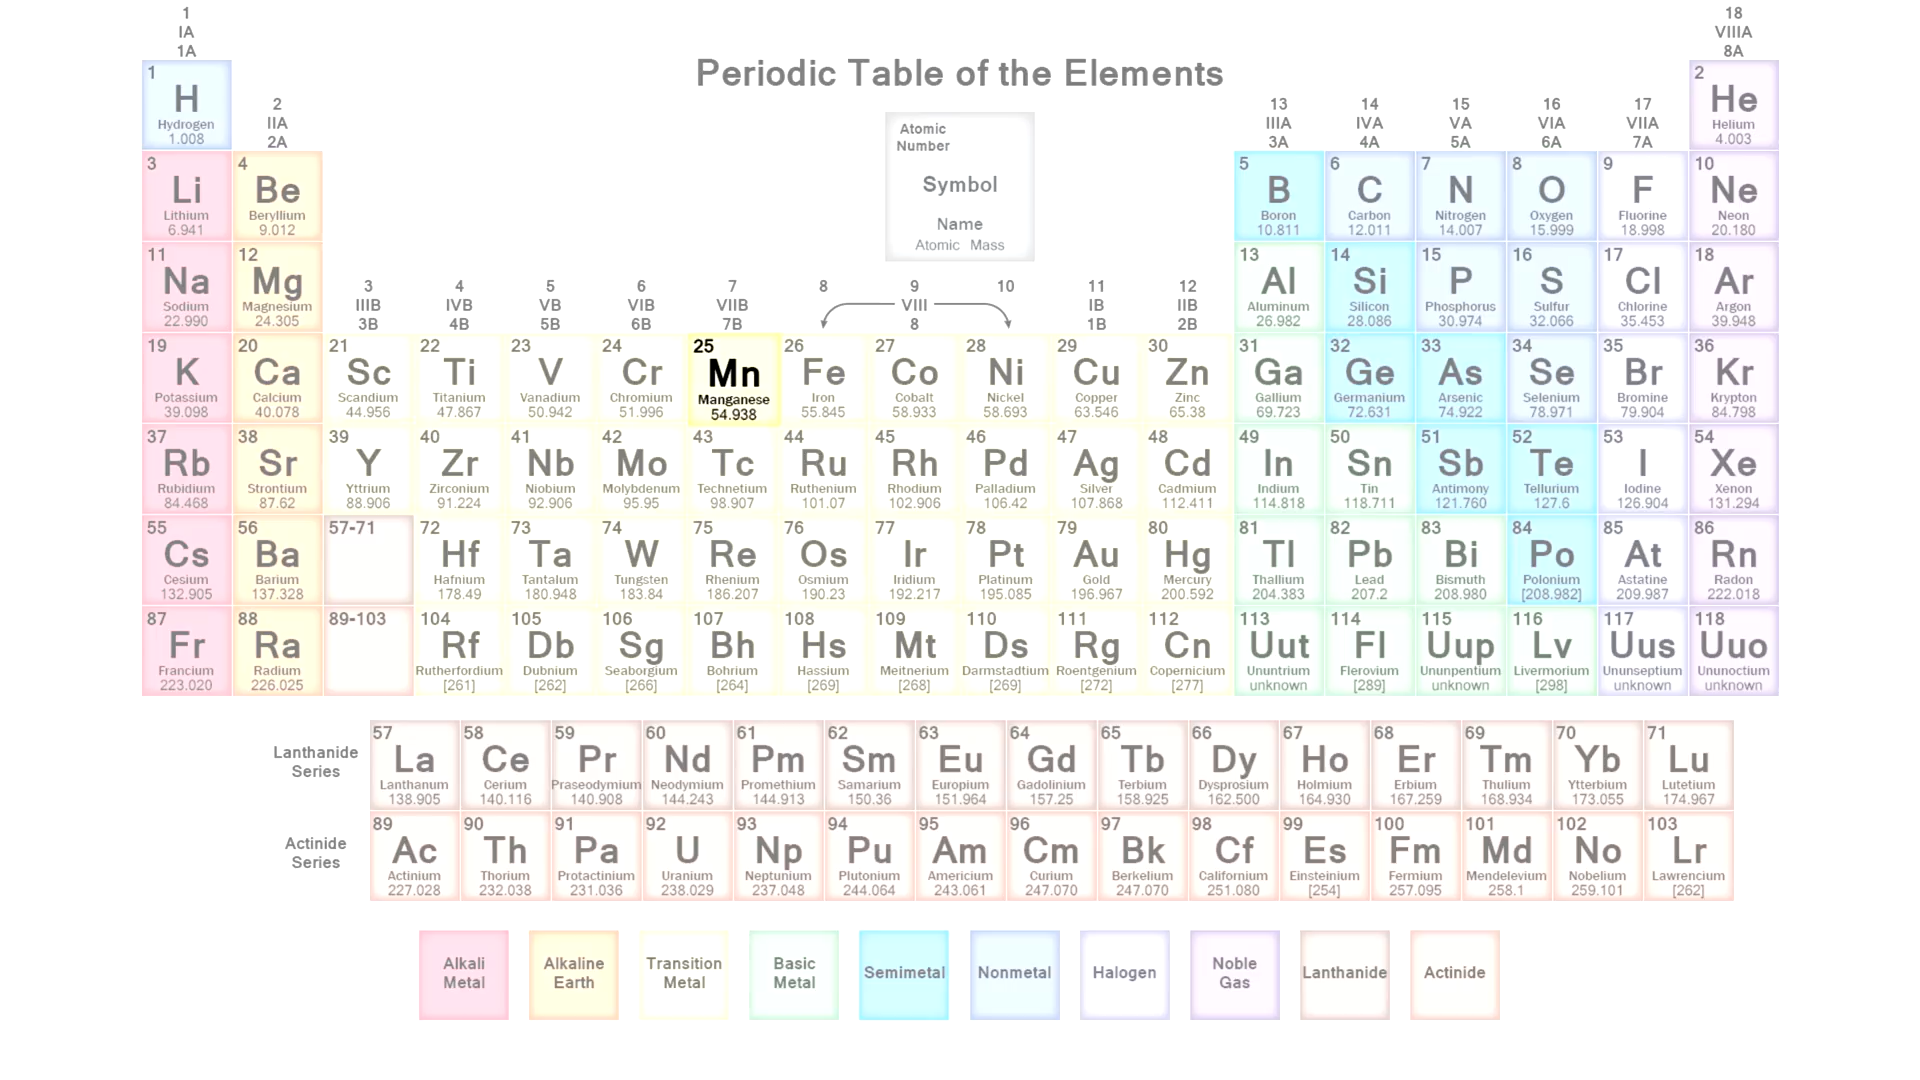 1
IA
1A
18
VIIIA
8A
Periodic Table of the Elements
1
H
Hydrogen
1.008
2
IIA
2A
13
IIIA
3A
14
IVA
4A
15
VA
5A
16
VIA
6A
17
VIIA
7A
2
He
Helium
4.003
Atomic
Number
Symbol
Name
Atomic Mass
3
Li
Lithium
6.941
4
Be
Beryllium
9.012
5
B
Boron
10.811
6
C
Carbon
12.011
7
N
Nitrogen
14.007
8
O
Oxygen
15.999
9
F
Fluorine
18.998
10
Ne
Neon
20.180
11
Na
Sodium
22.990
12
Mg
Magnesium
24.305
3
IIIB
3B
4
IVB
4B
5
VB
5B
6
VIB
6B
7
VIIB
7B
8
9
10
VIII
8
11
IB
1B
12
IIB
2B
13
Al
Aluminum
26.982
14
Si
Silicon
28.086
15
P
Phosphorus
30.974
16
S
Sulfur
32.066
17
Cl
Chlorine
35.453
18
Ar
Argon
39.948
19
K
Potassium
39.098
20
Ca
Calcium
40.078
21
Sc
Scandium
44.956
22
Ti
Titanium
47.867
23
V
Vanadium
50.942
24
Cr
Chromium
51.996
25
Mn
Manganese
54.938
26
Fe
Iron
55.845
27
Co
Cobalt
58.933
28
Ni
Nickel
58.693
29
Cu
Copper
63.546
30
Zn
Zinc
65.38
31
Ga
Gallium
69.723
32
Ge
Germanium
72.631
33
As
Arsenic
74.922
34
Se
Selenium
78.971
35
Br
Bromine
79.904
36
Kr
Krypton
84.798
37
Rb
Rubidium
84.468
38
Sr
Strontium
87.62
39
Y
Yttrium
88.906
40
Zr
Zirconium
91.224
41
Nb
Niobium
92.906
42
Mo
Molybdenum
95.95
43
Tc
Technetium
98.907
44
Ru
Ruthenium
101.07
45
Rh
Rhodium
102.906
46
Pd
Palladium
106.42
47
Ag
Silver
107.868
48
Cd
Cadmium
112.411
49
In
Indium
114.818
50
Sn
Tin
118.711
51
Sb
Antimony
121.760
52
Te
Tellurium
127.6
53
I
Iodine
126.904
54
Xe
Xenon
131.294
55
Cs
Cesium
132.905
56
Ba
Barium
137.328
57-71
72
Hf
Hafnium
178.49
73
Ta
Tantalum
180.948
74
W
Tungsten
183.84
75
Re
Rhenium
186.207
76
Os
Osmium
190.23
77
Ir
Iridium
192.217
78
Pt
Platinum
195.085
79
Au
Gold
196.967
80
Hg
Mercury
200.592
81
Tl
Thallium
204.383
82
Pb
Lead
207.2
83
Bi
Bismuth
208.980
84
Po
Polonium
[208.982]
85
At
Astatine
209.987
86
Rn
Radon
222.018
87
Fr
Francium
223.020
88
Ra
Radium
226.025
89-103
104
Rf
Rutherfordium
[261]
105
Db
Dubnium
[262]
106
Sg
Seaborgium
[266]
107
Bh
Bohrium
[264]
108
Hs
Hassium
[269]
109
Mt
Meitnerium
[268]
110
Ds
Darmstadtium
[269]
111
Rg
Roentgenium
[272]
112
Cn
Copernicium
[277]
113
Uut
Ununtrium
unknown
114
Fl
Flerovium
[289]
115
Uup
Ununpentium
unknown
116
Lv
Livermorium
[298]
117
Uus
Ununseptium
unknown
118
Uuo
Ununoctium
unknown
Lanthanide
Series
57
La
Lanthanum
138.905
58
Ce
Cerium
140.116
59
Pr
Praseodymium
140.908
60
Nd
Neodymium
144.243
61
Pm
Promethium
144.913
62
Sm
Samarium
150.36
63
Eu
Europium
151.964
64
Gd
Gadolinium
157.25
65
Tb
Terbium
158.925
66
Dy
Dysprosium
162.500
67
Ho
Holmium
164.930
68
Er
Erbium
167.259
69
Tm
Thulium
168.934
70
Yb
Ytterbium
173.055
71
Lu
Lutetium
174.967
Actinide
Series
89
Ac
Actinium
227.028
90
Th
Thorium
232.038
91
Pa
Protactinium
231.036
92
U
Uranium
238.029
93
Np
Neptunium
237.048
94
Pu
Plutonium
244.064
95
Am
Americium
243.061
96
Cm
Curium
247.070
97
Bk
Berkelium
247.070
98
Cf
Californium
251.080
99
Es
Einsteinium
[254]
100
Fm
Fermium
257.095
101
Md
Mendelevium
258.1
102
No
Nobelium
259.101
103
Lr
Lawrencium
[262]
Alkali
Metal
Alkaline
Earth
Transition
Metal
Basic
Metal
Semimetal
Nonmetal
Halogen
Noble
Gas
Lanthanide
Actinide